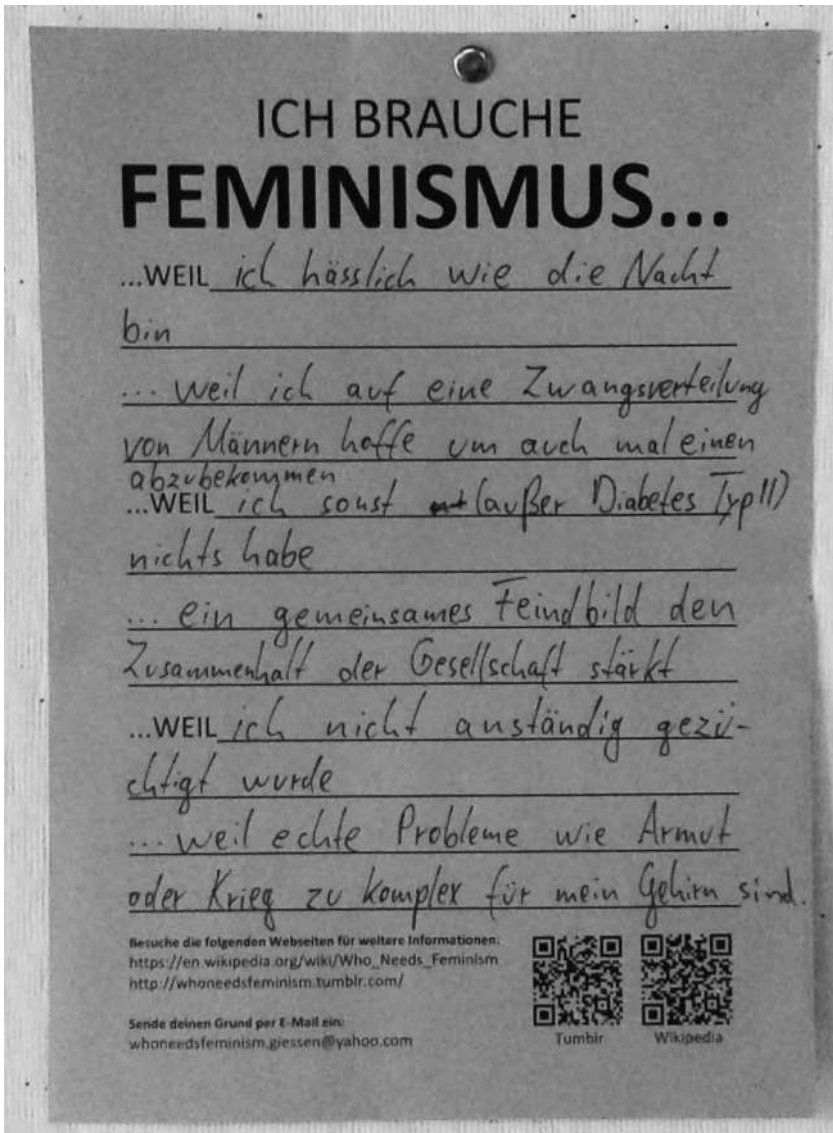 ICH BRAUCHE
FEMINISMUS...
...WEIL ich hässlich wie die Nacht
bin
... weil ich auf eine Zwangsverteilung
von Männern hoffe um auch mal einen
abzubekommen
...WEIL ich sonst (außer Diabetes Typ II)
nichts habe
... ein gemeinsames Feindbild den
Zusammenhalt der Gesellschaft stärkt
...WEIL ich nicht anständig gezü-
chtigt wurde
... weil echte Probleme wie Armut
oder Krieg zu komplex für mein Gehirn sind.
Besuche die folgenden Webseiten für weitere Informationen:
https://en.wikipedia.org/wiki/Who_Needs_Feminism
http://whoneedsfeminism.tumblr.com/
Sende deinen Grund per E-Mail ein:
whoneedsfeminism.giessen@yahoo.com
Tumblr
Wikipedia